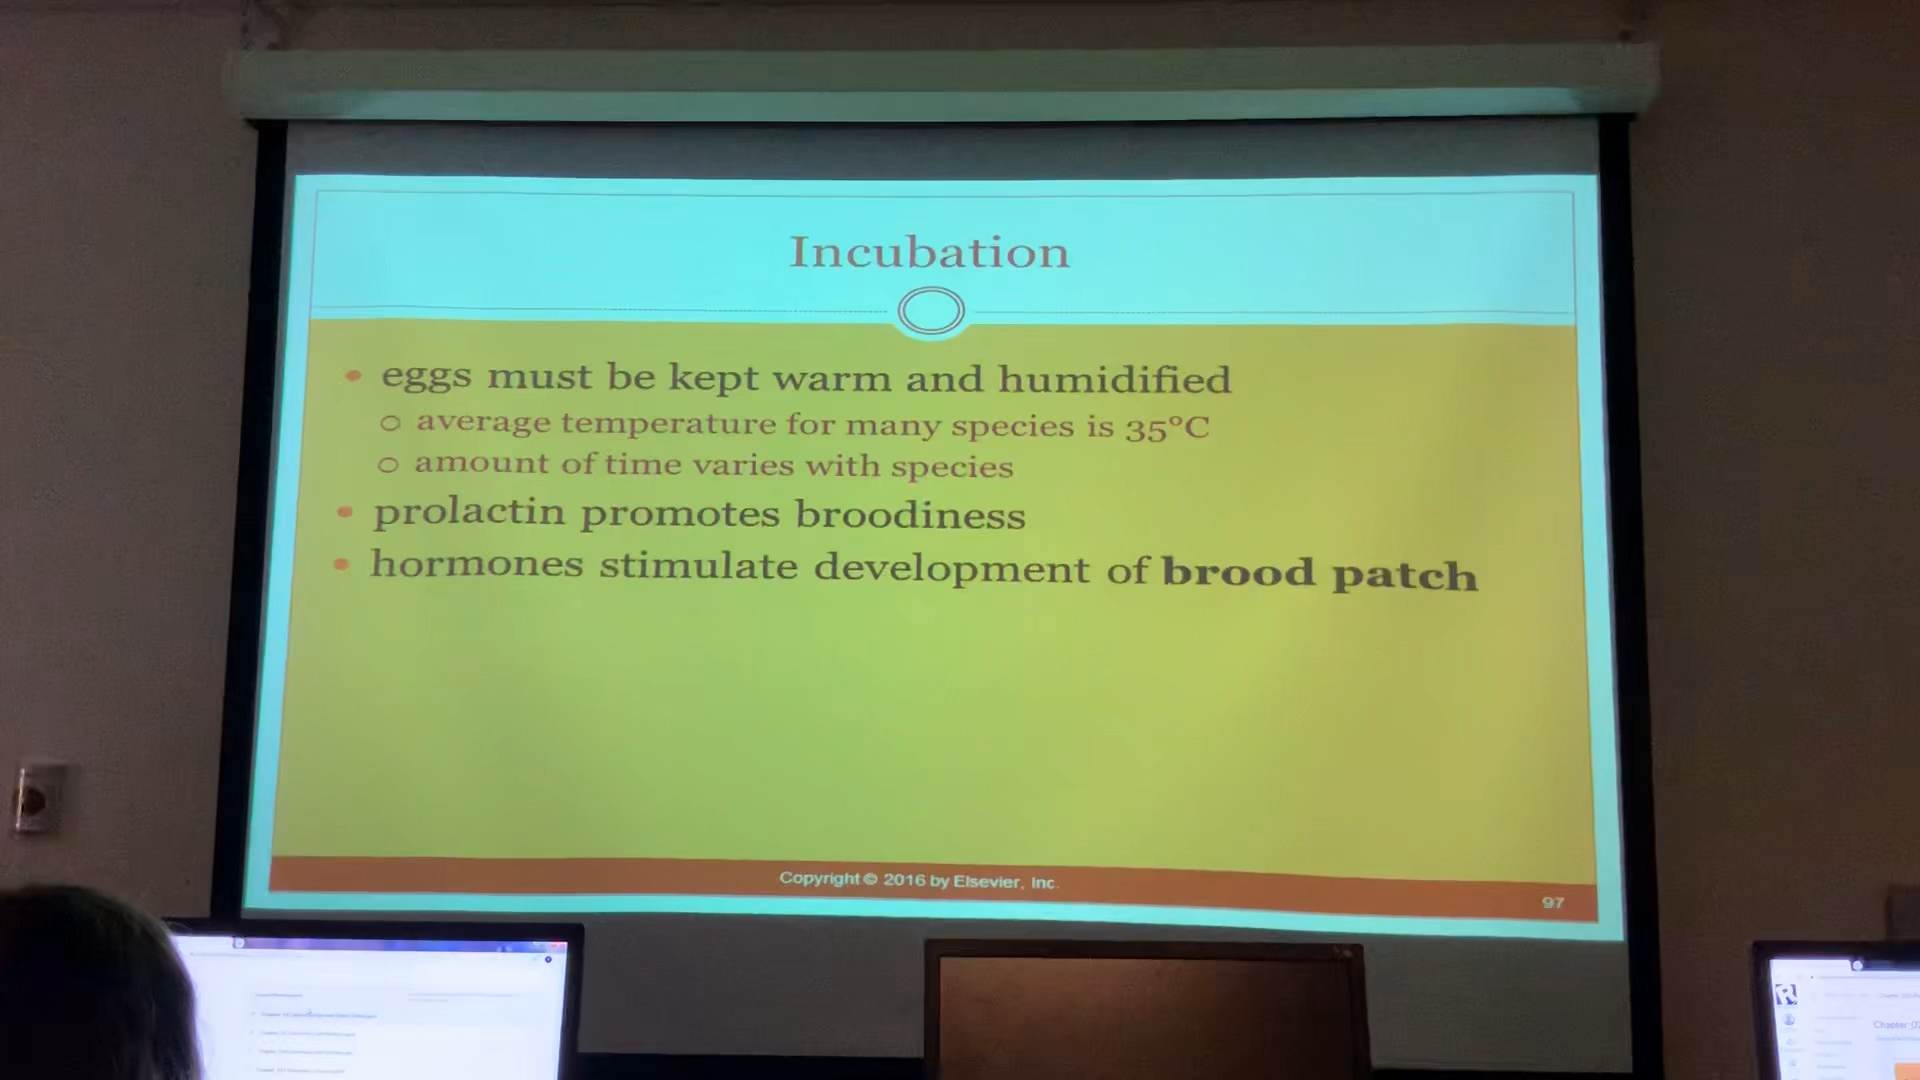 Incubation
• eggs must be kept warm and humidified
○ average temperature for many species is 35°C
○ amount of time varies with species
• prolactin promotes broodiness
• hormones stimulate development of brood patch
Copyright © 2016 by Elsevier, Inc.
97